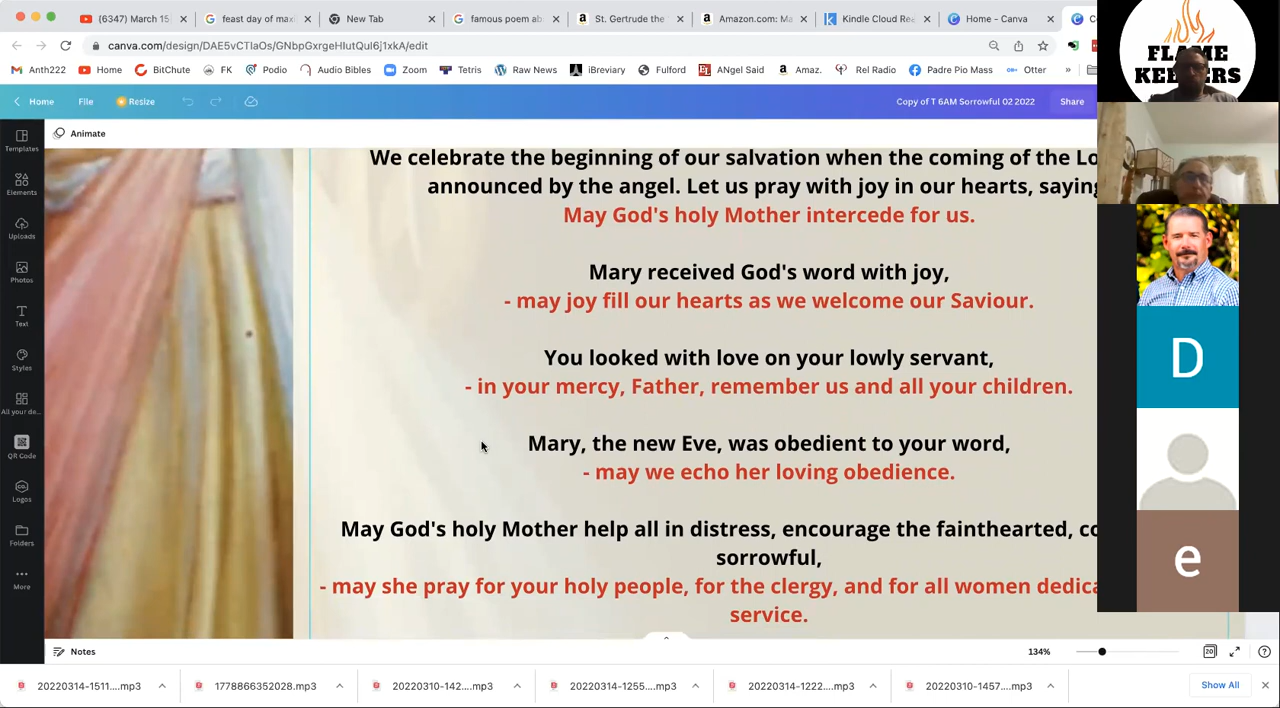 (6347) March 15
feast day of maxi
New Tab
famous poem ab
St. Gertrude the
Amazon.com: Ma
Kindle Cloud Rea
Home - Canva
canva.com/design/DAE5vCTlaOs/GNbpGxrgeHIutQul6j1xkA/edit
Anth222 Home BitChute FK Podio Audio Bibles Zoom Tetris Raw News iBreviary Fulford ANgel Said Amaz. Rel Radio Padre Pio Mass Otter »
Home File Resize Copy of T 6AM Sorrowful 02 2022 Share
Animate
Templates
Elements
Uploads
Photos
Text
Styles
All your de...
QR Code
Logos
Folders
More
We celebrate the beginning of our salvation when the coming of the Lo
announced by the angel. Let us pray with joy in our hearts, saying
May God's holy Mother intercede for us.
Mary received God's word with joy,
- may joy fill our hearts as we welcome our Saviour.
You looked with love on your lowly servant,
- in your mercy, Father, remember us and all your children.
Mary, the new Eve, was obedient to your word,
- may we echo her loving obedience.
May God's holy Mother help all in distress, encourage the fainthearted, co
sorrowful,
- may she pray for your holy people, for the clergy, and for all women dedica
service.
FLAME
KEEPERS
D
e
Notes
134%
20
20220314-1511....mp3
1778866352028.mp3
20220310-142....mp3
20220314-1255....mp3
20220314-1222....mp3
20220310-1457....mp3
Show All